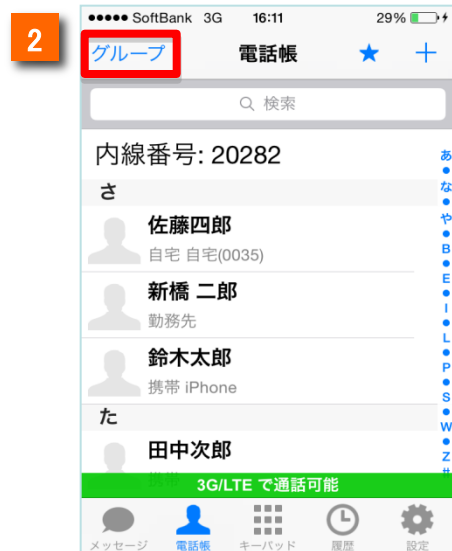 2
SoftBank 3G 16:11 29%
グループ 電話帳
検索
内線番号: 20282
さ
佐藤四郎
自宅 自宅(0035)
新橋 二郎
勤務先
鈴木太郎
携帯 iPhone
た
田中次郎
携帯
3G/LTE で通話可能
メッセージ 電話帳 キーパッド 履歴 設定
あ
な
や
B
E
I
L
P
S
W
Z
#